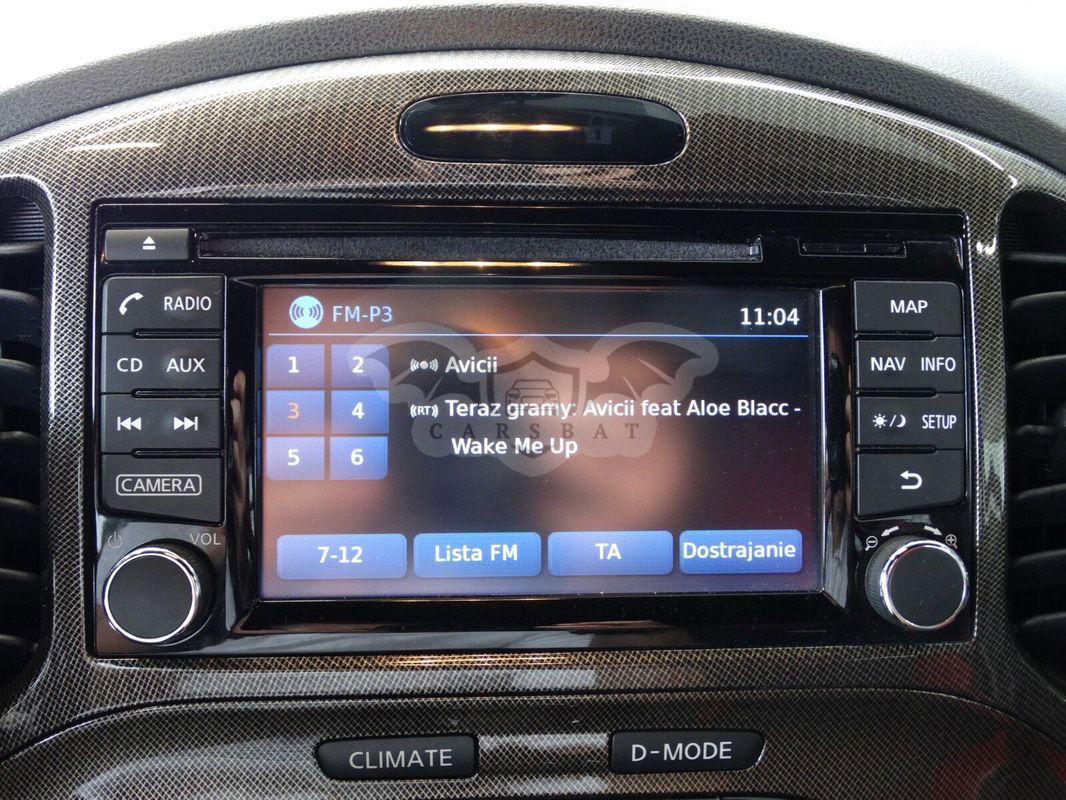 RADIO
CD AUX
CAMERA
VOL
FM-P3 11:04
1 2
3 4
5 6
Avicii
RT Teraz gramy: Avicii feat Aloe Blacc -
Wake Me Up
CARSBAT
7-12 Lista FM TA Dostrajanie
MAP
NAV INFO
SETUP
CLIMATE D-MODE